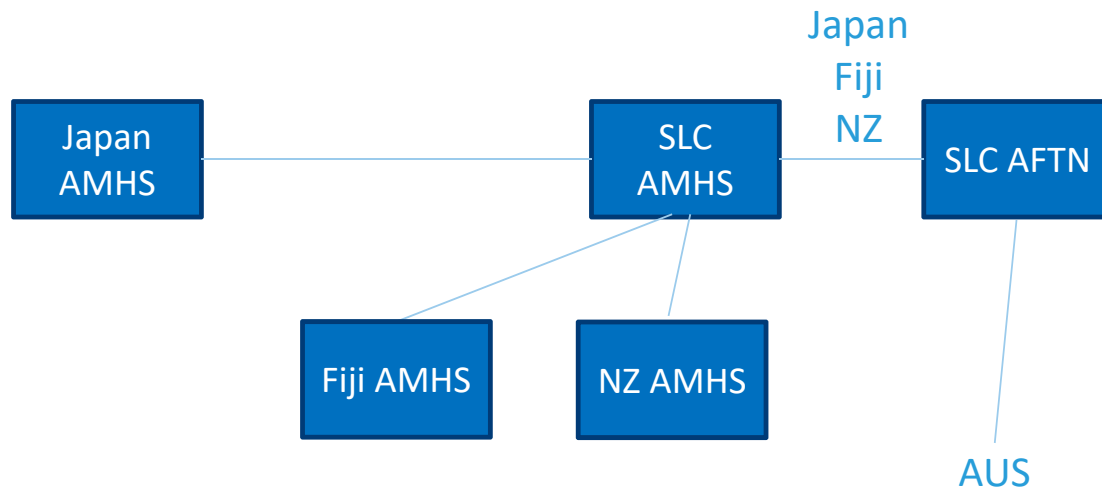 Japan
Fiji
NZ
Japan
AMHS
SLC
AMHS
SLC AFTN
Fiji AMHS
NZ AMHS
AUS